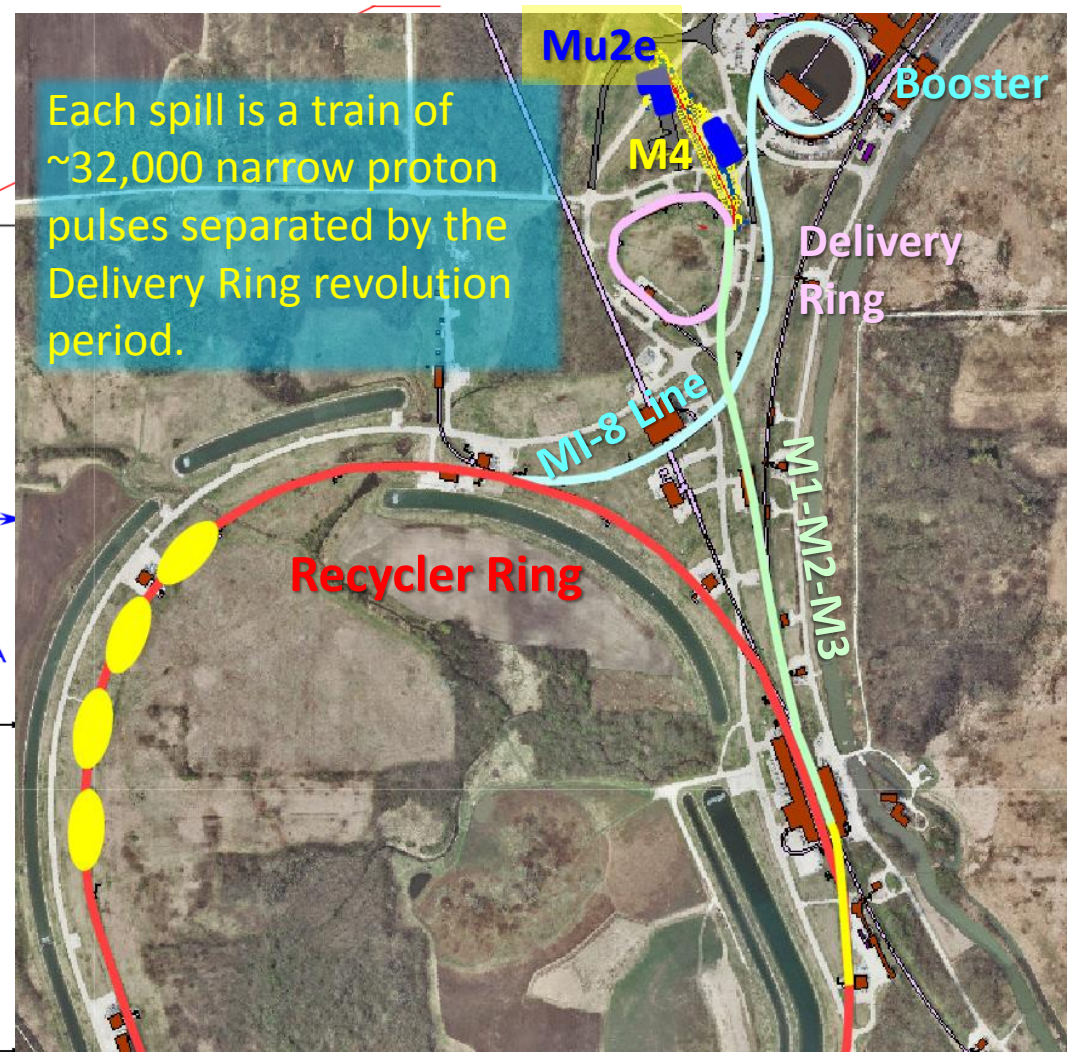 Mu2e
Booster
Each spill is a train of
~32,000 narrow proton
pulses separated by the
Delivery Ring revolution
period.
M4
Delivery
Ring
MI-8 Line
M1-M2-M3
Recycler Ring